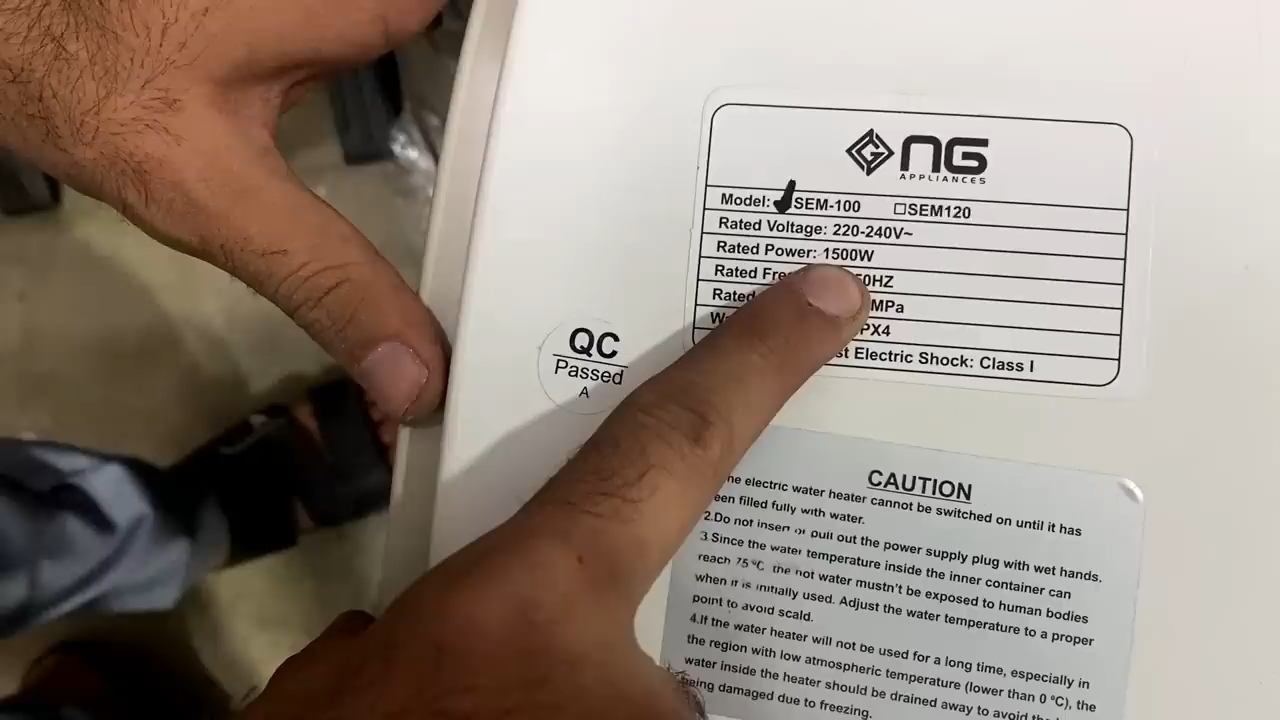 NG
APPLIANCES
Model: SEM-100 □SEM120
Rated Voltage: 220-240V~
Rated Power: 1500W
Rated 50HZ
Rated MPa
Electric Shock: Class I
QC
Passed
A
CAUTION
electric water heater cannot be switched on until it has
filled fully with water.
2.Do not insert or pull out the power supply plug with wet hands.
3.Since the water temperature inside the inner container can
reach 75℃ the hot water mustn't be exposed to human bodies
when it is initially used. Adjust the water temperature to a proper
point to avoid scald.
4.If the water heater will not be used for a long time, especially in
the region with low atmospheric temperature (lower than 0 ℃), the
water inside the heater should be drained away to avoid
being damaged due to freezing.